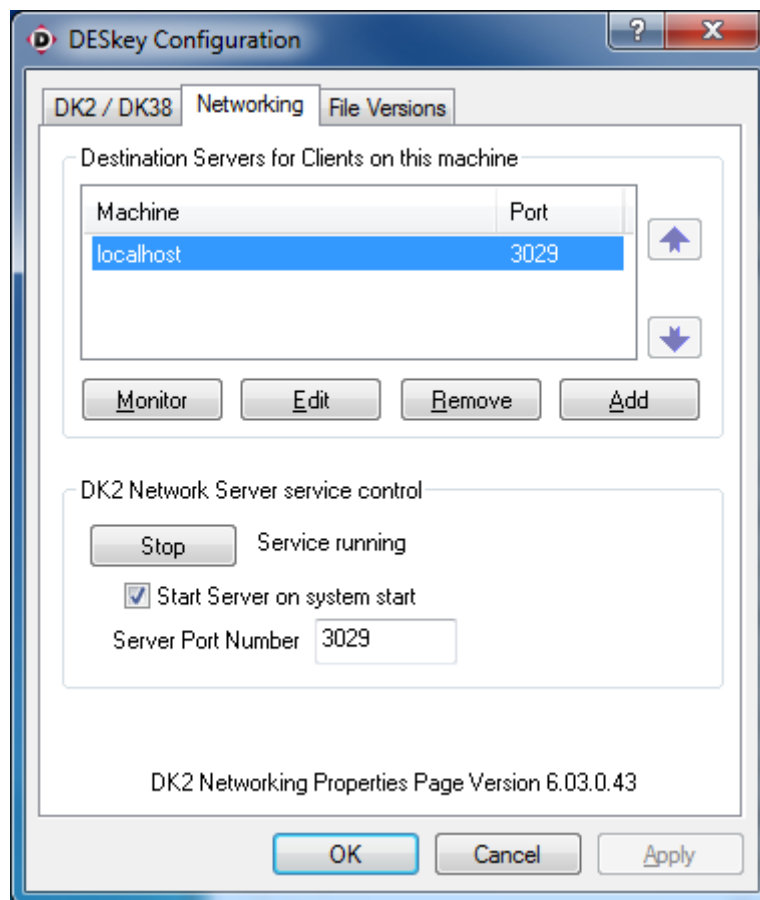 DESkey Configuration
DK2 / DK38 Networking File Versions
Destination Servers for Clients on this machine
Machine Port
localhost 3029
Monitor Edit Remove Add
DK2 Network Server service control
Stop Service running
Start Server on system start
Server Port Number 3029
DK2 Networking Properties Page Version 6.03.0.43
OK Cancel Apply